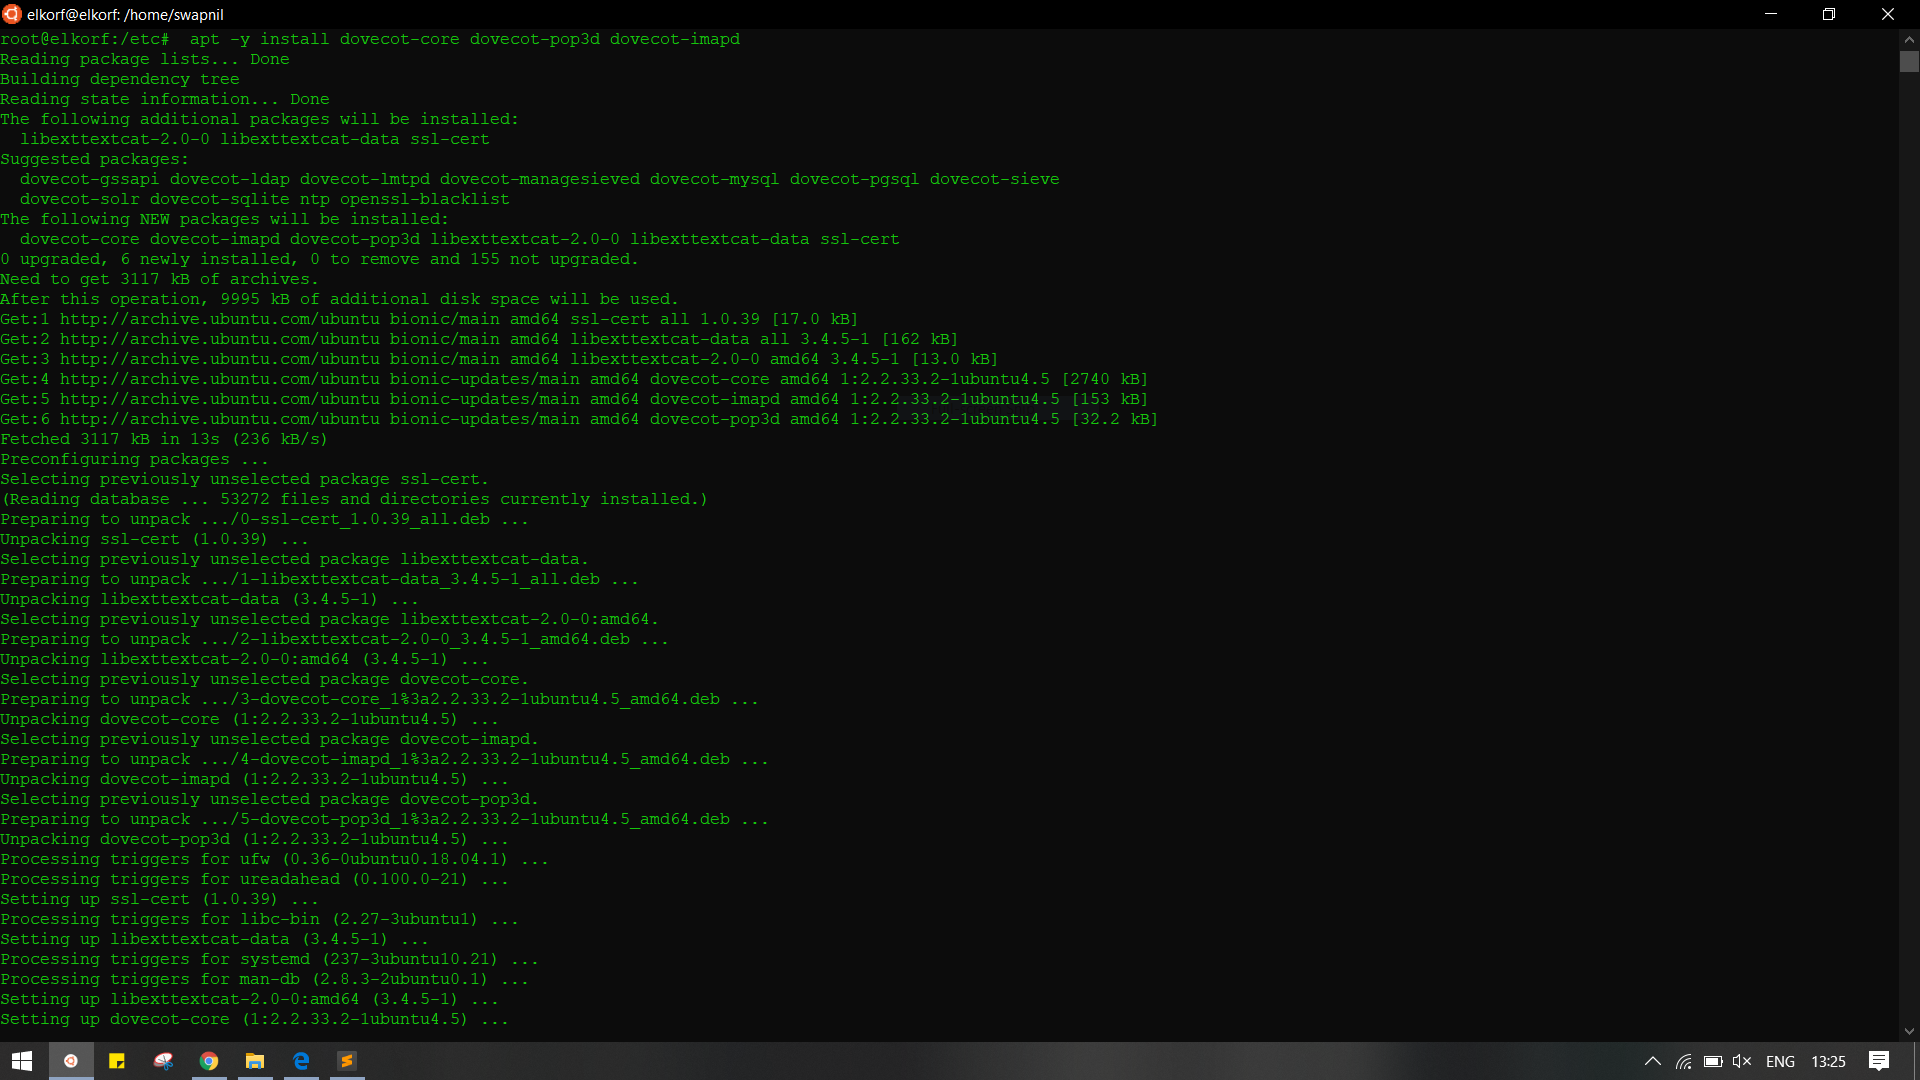 elkorf@elkorf: /home/swapnil
root@elkorf:/etc#  apt -y install dovecot-core dovecot-pop3d dovecot-imapd
Reading package lists... Done
Building dependency tree
Reading state information... Done
The following additional packages will be installed:
  libexttextcat-2.0-0 libexttextcat-data ssl-cert
Suggested packages:
  dovecot-gssapi dovecot-ldap dovecot-lmtpd dovecot-managesieved dovecot-mysql dovecot-pgsql dovecot-sieve
  dovecot-solr dovecot-sqlite ntp openssl-blacklist
The following NEW packages will be installed:
  dovecot-core dovecot-imapd dovecot-pop3d libexttextcat-2.0-0 libexttextcat-data ssl-cert
0 upgraded, 6 newly installed, 0 to remove and 155 not upgraded.
Need to get 3117 kB of archives.
After this operation, 9995 kB of additional disk space will be used.
Get:1 http://archive.ubuntu.com/ubuntu bionic/main amd64 ssl-cert all 1.0.39 [17.0 kB]
Get:2 http://archive.ubuntu.com/ubuntu bionic/main amd64 libexttextcat-data all 3.4.5-1 [162 kB]
Get:3 http://archive.ubuntu.com/ubuntu bionic/main amd64 libexttextcat-2.0-0 amd64 3.4.5-1 [13.0 kB]
Get:4 http://archive.ubuntu.com/ubuntu bionic-updates/main amd64 dovecot-core amd64 1:2.2.33.2-1ubuntu4.5 [2740 kB]
Get:5 http://archive.ubuntu.com/ubuntu bionic-updates/main amd64 dovecot-imapd amd64 1:2.2.33.2-1ubuntu4.5 [153 kB]
Get:6 http://archive.ubuntu.com/ubuntu bionic-updates/main amd64 dovecot-pop3d amd64 1:2.2.33.2-1ubuntu4.5 [32.2 kB]
Fetched 3117 kB in 13s (236 kB/s)
Preconfiguring packages ...
Selecting previously unselected package ssl-cert.
(Reading database ... 53272 files and directories currently installed.)
Preparing to unpack .../0-ssl-cert_1.0.39_all.deb ...
Unpacking ssl-cert (1.0.39) ...
Selecting previously unselected package libexttextcat-data.
Preparing to unpack .../1-libexttextcat-data_3.4.5-1_all.deb ...
Unpacking libexttextcat-data (3.4.5-1) ...
Selecting previously unselected package libexttextcat-2.0-0:amd64.
Preparing to unpack .../2-libexttextcat-2.0-0_3.4.5-1_amd64.deb ...
Unpacking libexttextcat-2.0-0:amd64 (3.4.5-1) ...
Selecting previously unselected package dovecot-core.
Preparing to unpack .../3-dovecot-core_1%3a2.2.33.2-1ubuntu4.5_amd64.deb ...
Unpacking dovecot-core (1:2.2.33.2-1ubuntu4.5) ...
Selecting previously unselected package dovecot-imapd.
Preparing to unpack .../4-dovecot-imapd_1%3a2.2.33.2-1ubuntu4.5_amd64.deb ...
Unpacking dovecot-imapd (1:2.2.33.2-1ubuntu4.5) ...
Selecting previously unselected package dovecot-pop3d.
Preparing to unpack .../5-dovecot-pop3d_1%3a2.2.33.2-1ubuntu4.5_amd64.deb ...
Unpacking dovecot-pop3d (1:2.2.33.2-1ubuntu4.5) ...
Processing triggers for ufw (0.36-0ubuntu0.18.04.1) ...
Processing triggers for ureadahead (0.100.0-21) ...
Setting up ssl-cert (1.0.39) ...
Processing triggers for libc-bin (2.27-3ubuntu1) ...
Setting up libexttextcat-data (3.4.5-1) ...
Processing triggers for systemd (237-3ubuntu10.21) ...
Processing triggers for man-db (2.8.3-2ubuntu0.1) ...
Setting up libexttextcat-2.0-0:amd64 (3.4.5-1) ...
Setting up dovecot-core (1:2.2.33.2-1ubuntu4.5) ...
ENG 13:25